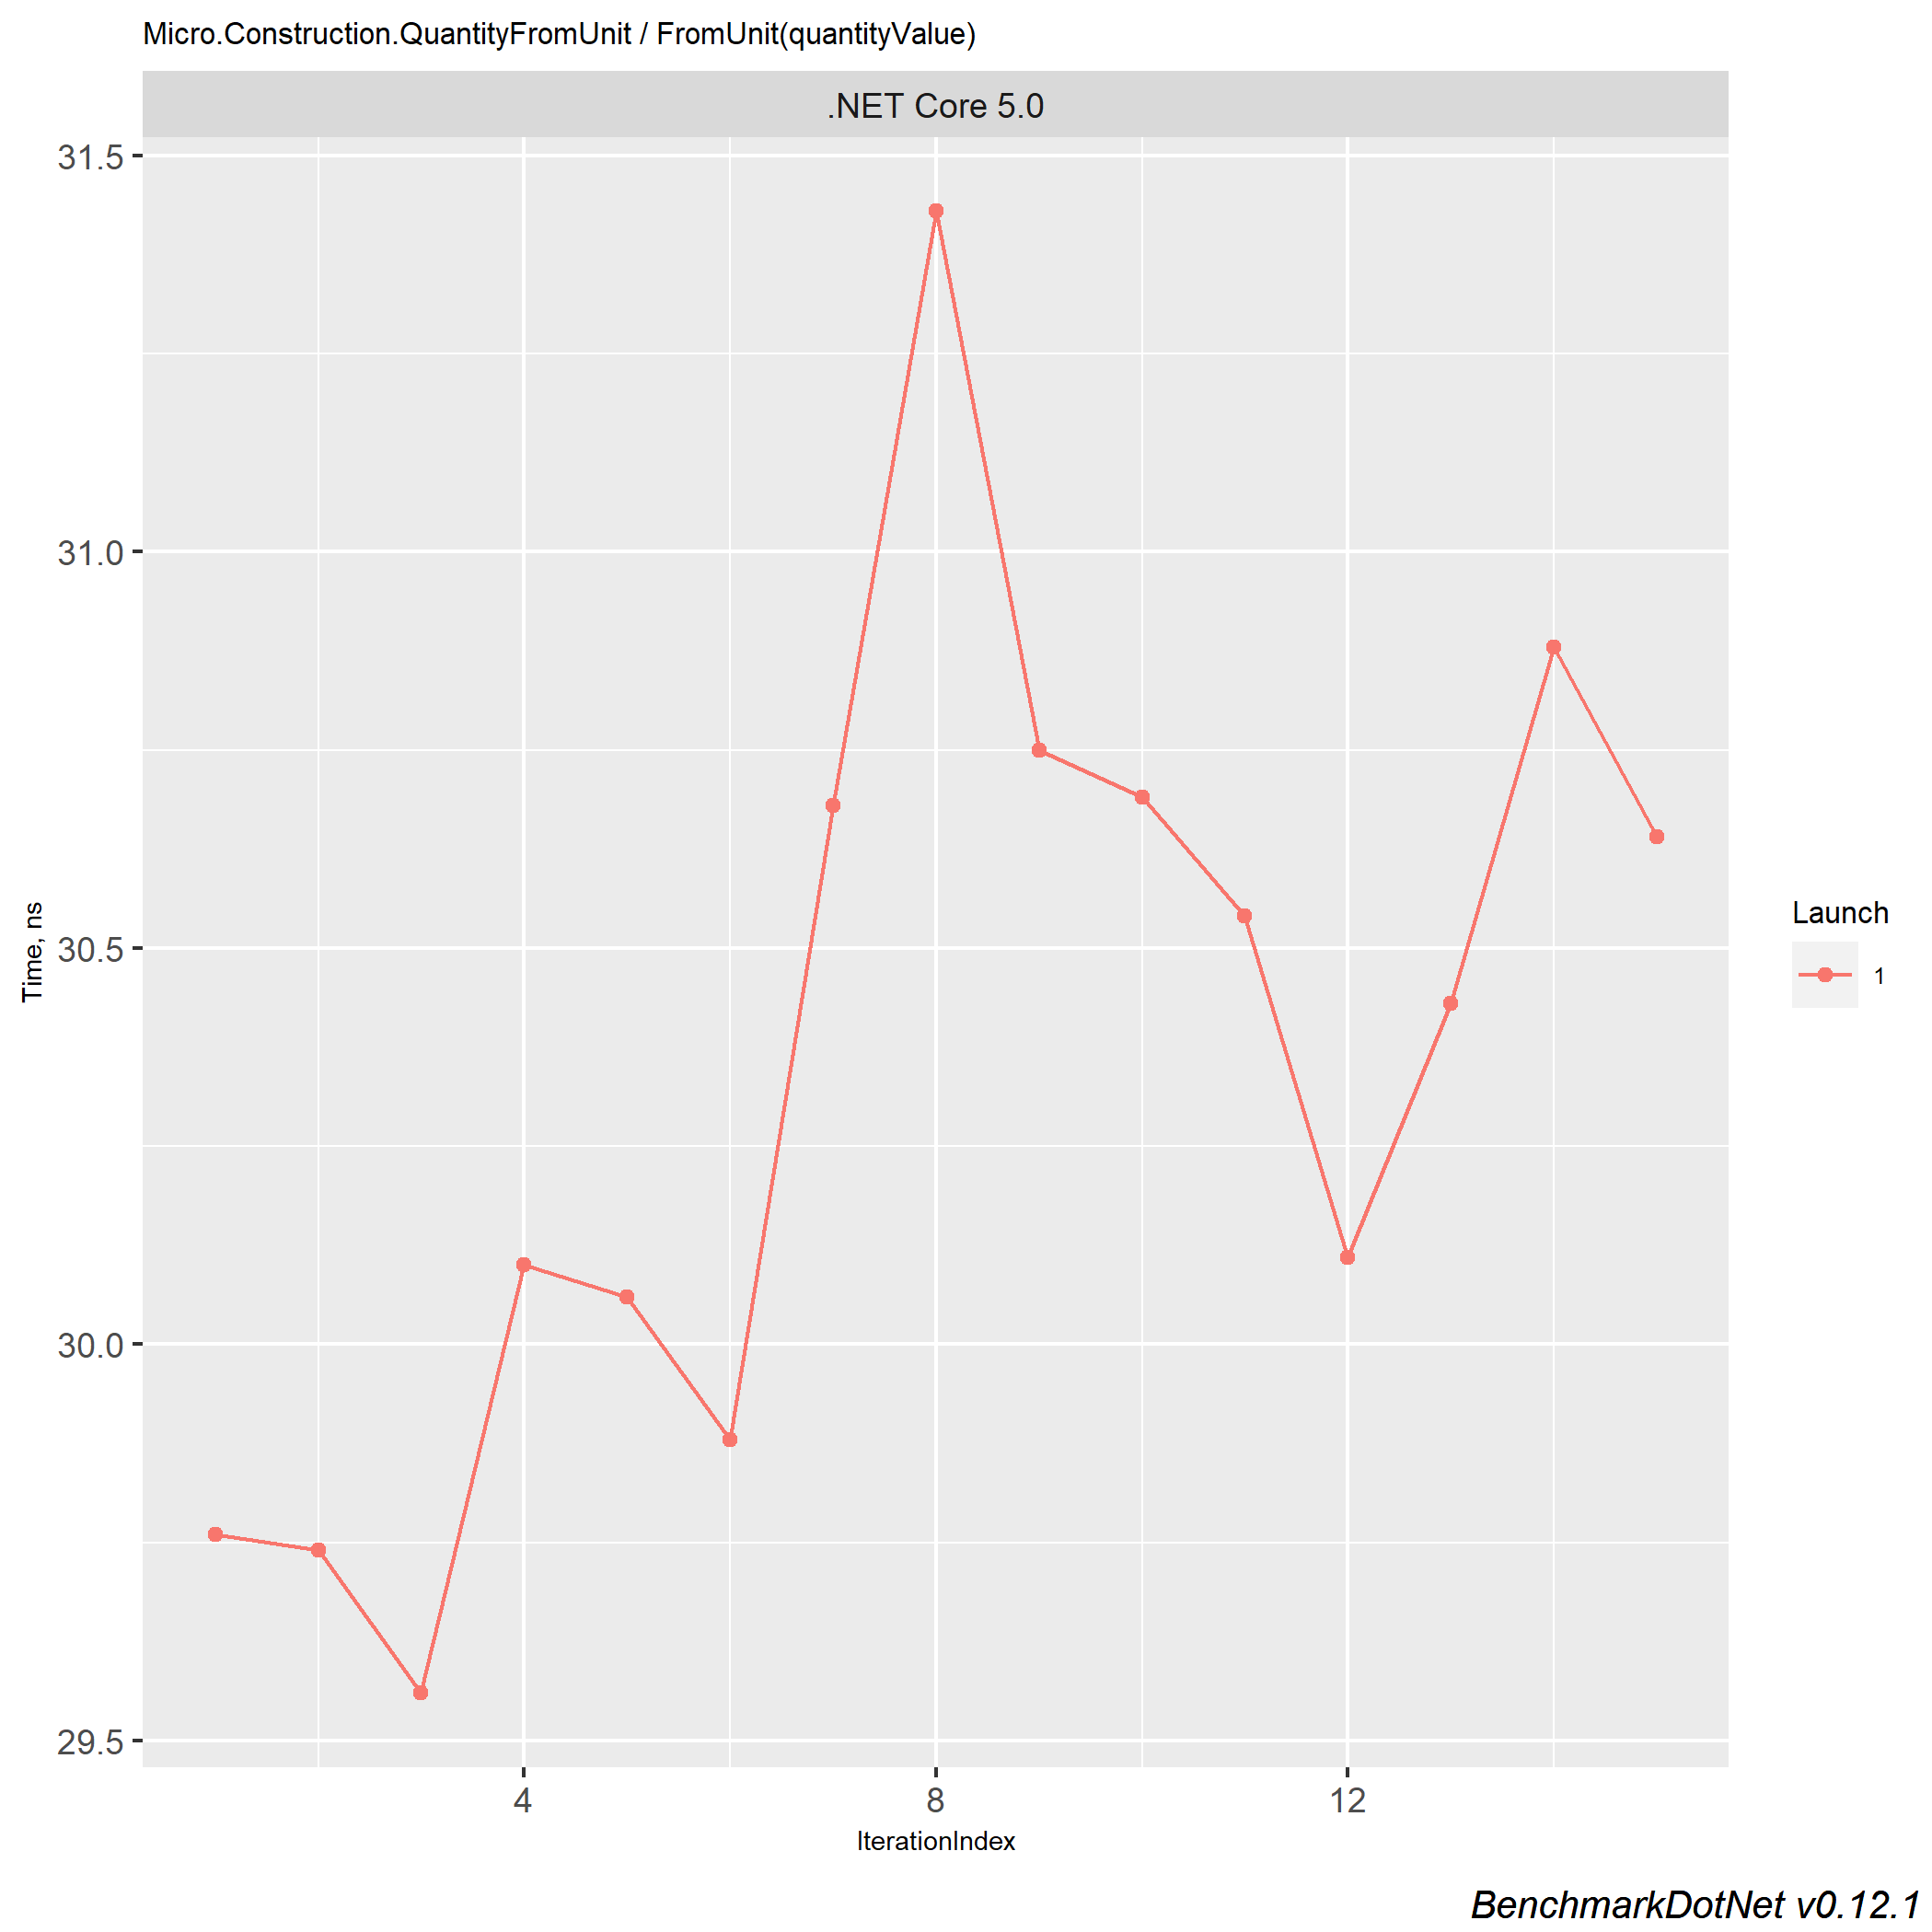 Micro.Construction.QuantityFromUnit / FromUnit(quantityValue)
.NET Core 5.0
31.5
31.0
30.5
30.0
29.5
Time, ns
4
8
12
IterationIndex
Launch
1
BenchmarkDotNet v0.12.1